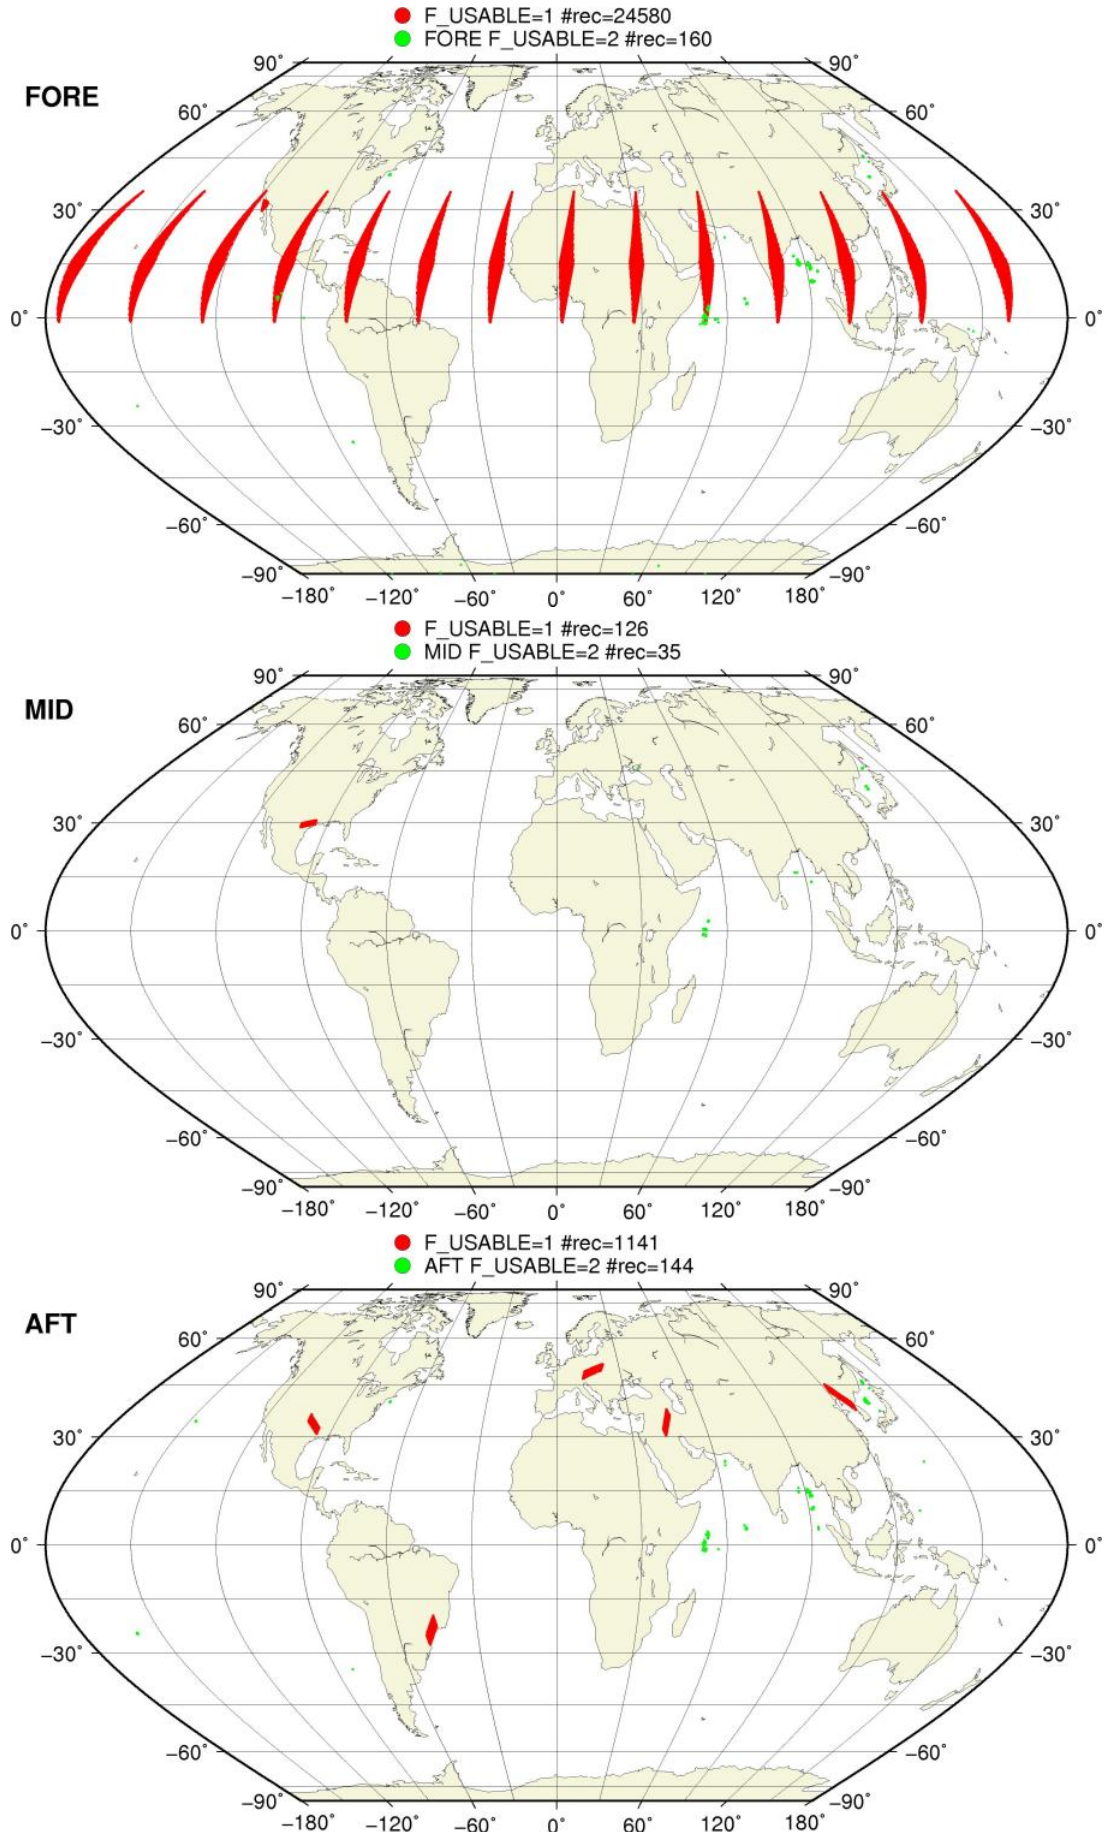 F_USABLE=1 #rec=24580
FORE F_USABLE=2 #rec=160
FORE
90° 90°
60° 60°
30° 30°
0° 0°
−30° −30°
−60° −60°
−90° −90°
−180° −120° −60° 0° 60° 120° 180°
F_USABLE=1 #rec=126
MID F_USABLE=2 #rec=35
MID
90° 90°
60° 60°
30° 30°
0° 0°
−30° −30°
−60° −60°
−90° −90°
−180° −120° −60° 0° 60° 120° 180°
F_USABLE=1 #rec=1141
AFT F_USABLE=2 #rec=144
AFT
90° 90°
60° 60°
30° 30°
0° 0°
−30° −30°
−60° −60°
−90° −90°
−180° −120° −60° 0° 60° 120° 180°